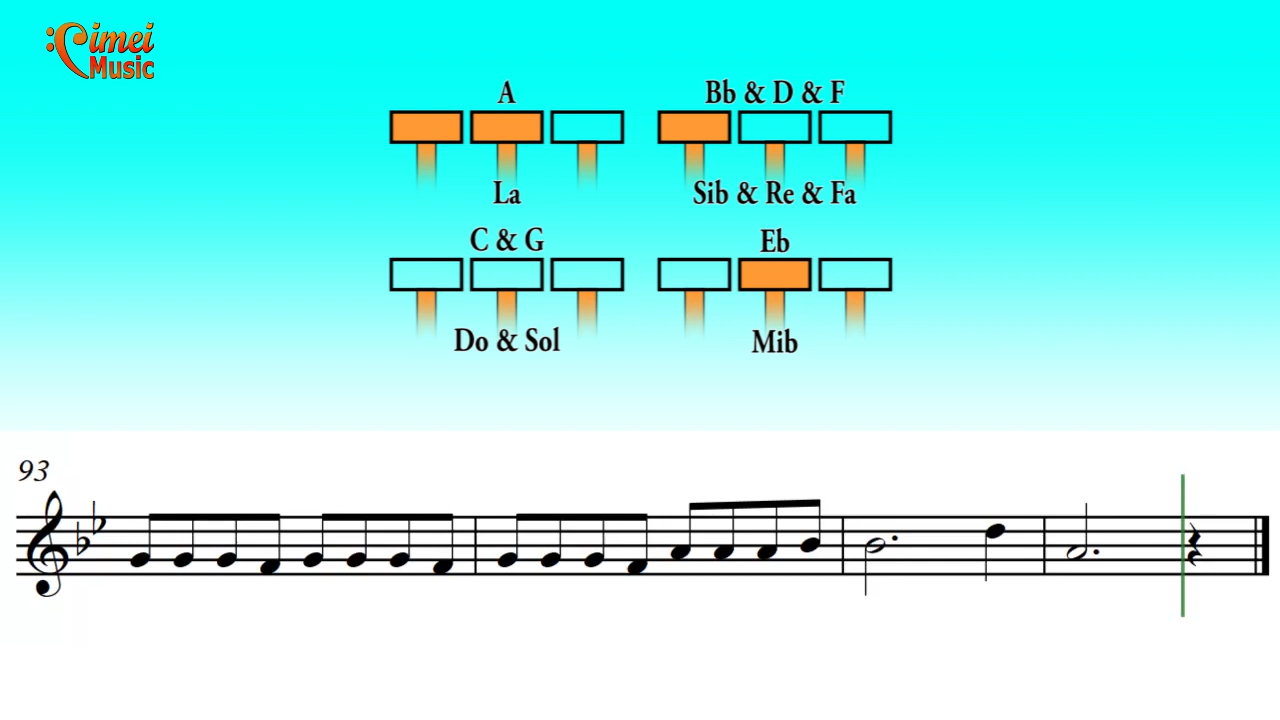 Cimei
Music
A
Bb & D & F
La
Sib & Re & Fa
C & G
Eb
Do & Sol
Mib
93